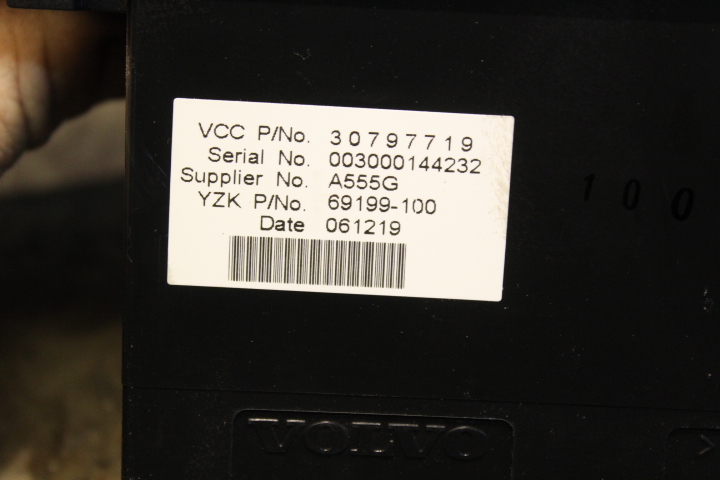 VCC P/No. 30797719
Serial No. 003000144232
Supplier No. A555G
YZK P/No. 69199-100
Date 061219
100
VOLVO